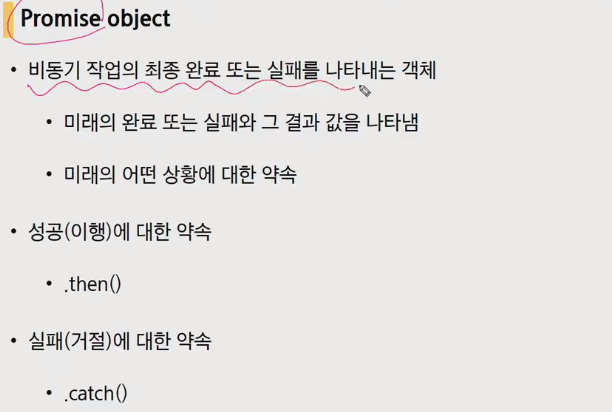 Promise object
• 비동기 작업의 최종 완료 또는 실패를 나타내는 객체
• 미래의 완료 또는 실패와 그 결과 값을 나타냄
• 미래의 어떤 상황에 대한 약속
• 성공(이행)에 대한 약속
• .then()
• 실패(거절)에 대한 약속
• .catch()